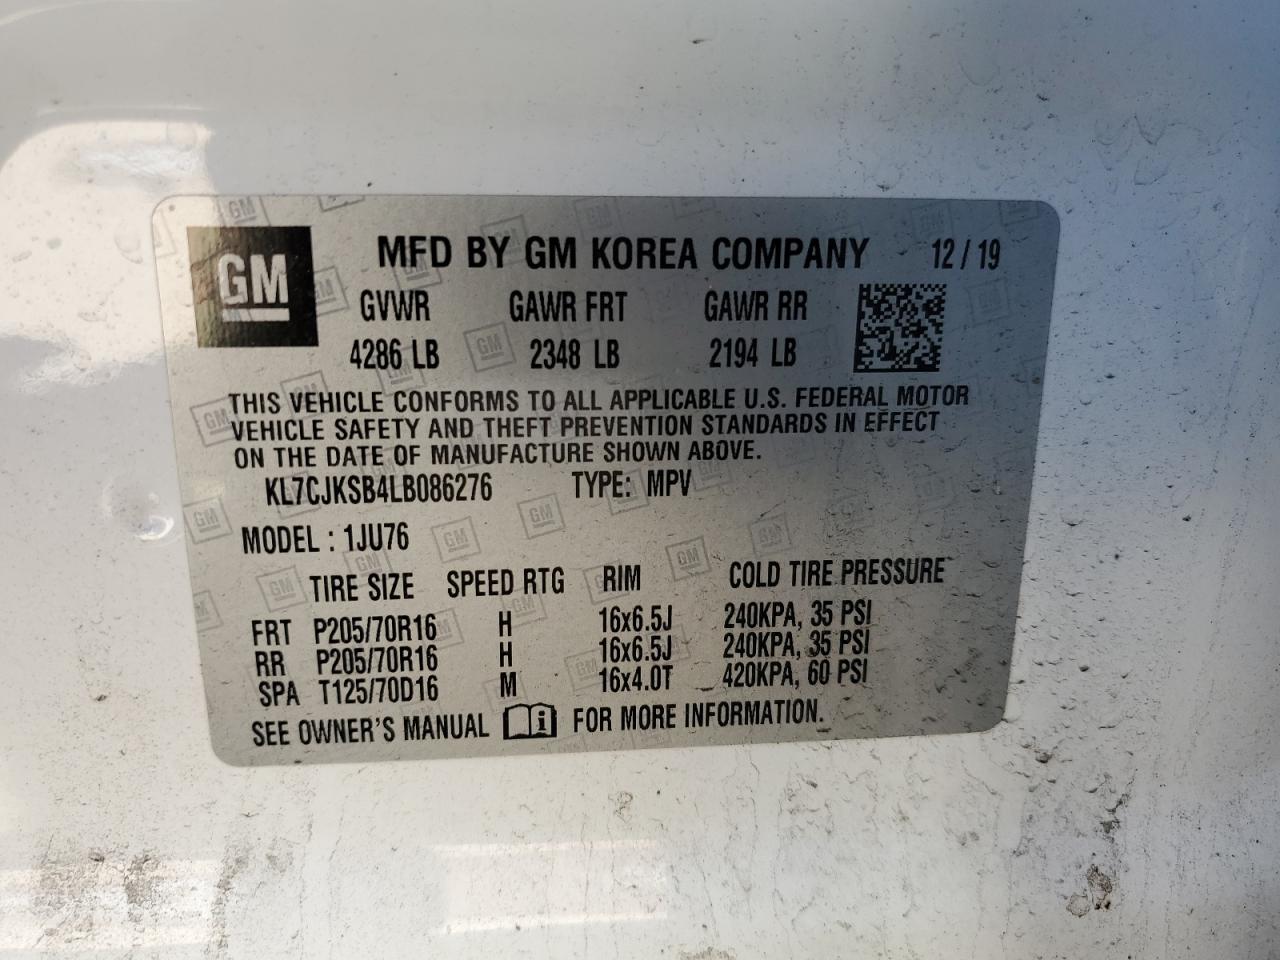 GM
MFD BY GM KOREA COMPANY 12/19
GVWR GAWR FRT GAWR RR
4286 LB 2348 LB 2194 LB
THIS VEHICLE CONFORMS TO ALL APPLICABLE U.S. FEDERAL MOTOR
VEHICLE SAFETY AND THEFT PREVENTION STANDARDS IN EFFECT
ON THE DATE OF MANUFACTURE SHOWN ABOVE.
KL7CJKSB4LB086276 TYPE: MPV
MODEL : 1JU76
TIRE SIZE SPEED RTG RIM COLD TIRE PRESSURE
FRT P205/70R16 H 16x6.5J 240KPA, 35 PSI
RR P205/70R16 H 16x6.5J 240KPA, 35 PSI
SPA T125/70D16 M 16x4.0T 420KPA, 60 PSI
SEE OWNER'S MANUAL i FOR MORE INFORMATION.